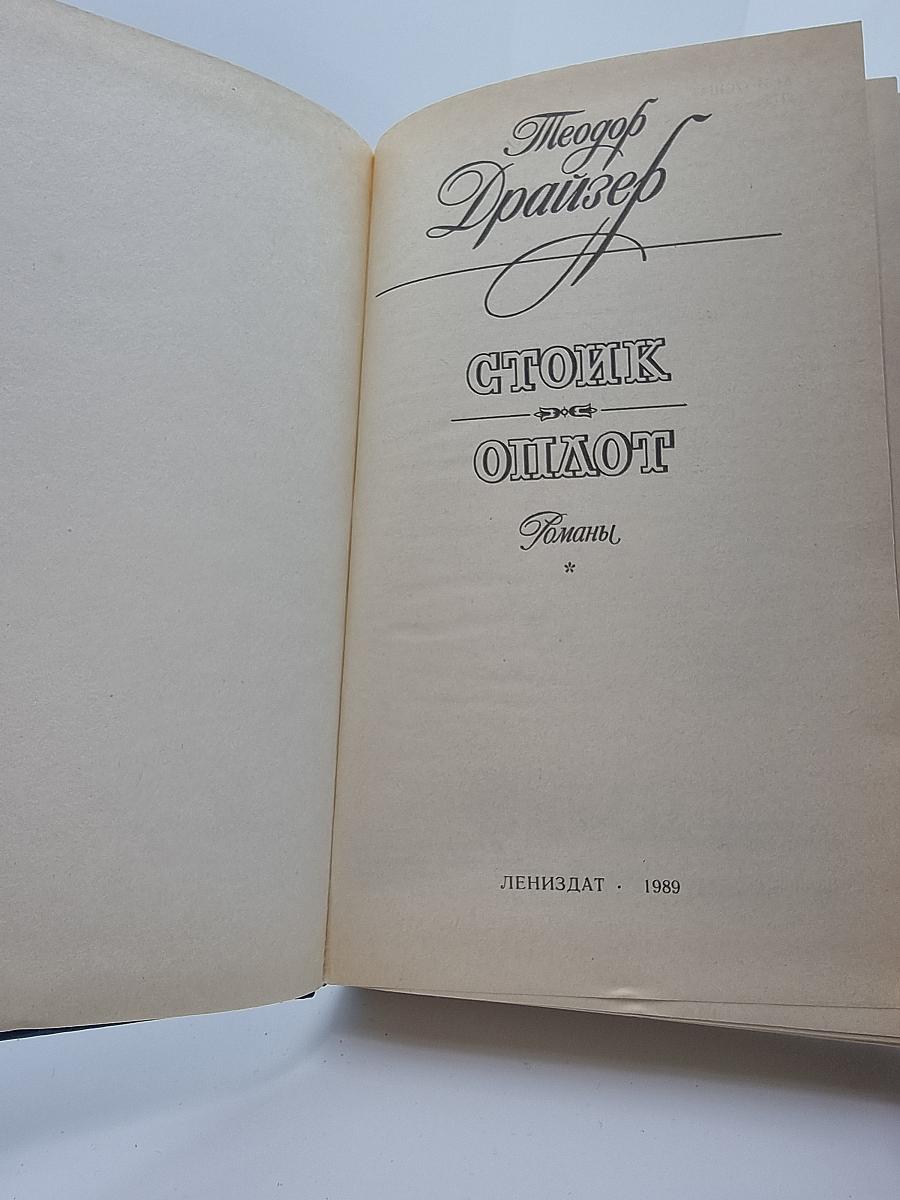 Теодор
Драйзер
СТОИК
ОПЛОТ
Романы
*
ЛЕНИЗДАТ · 1989